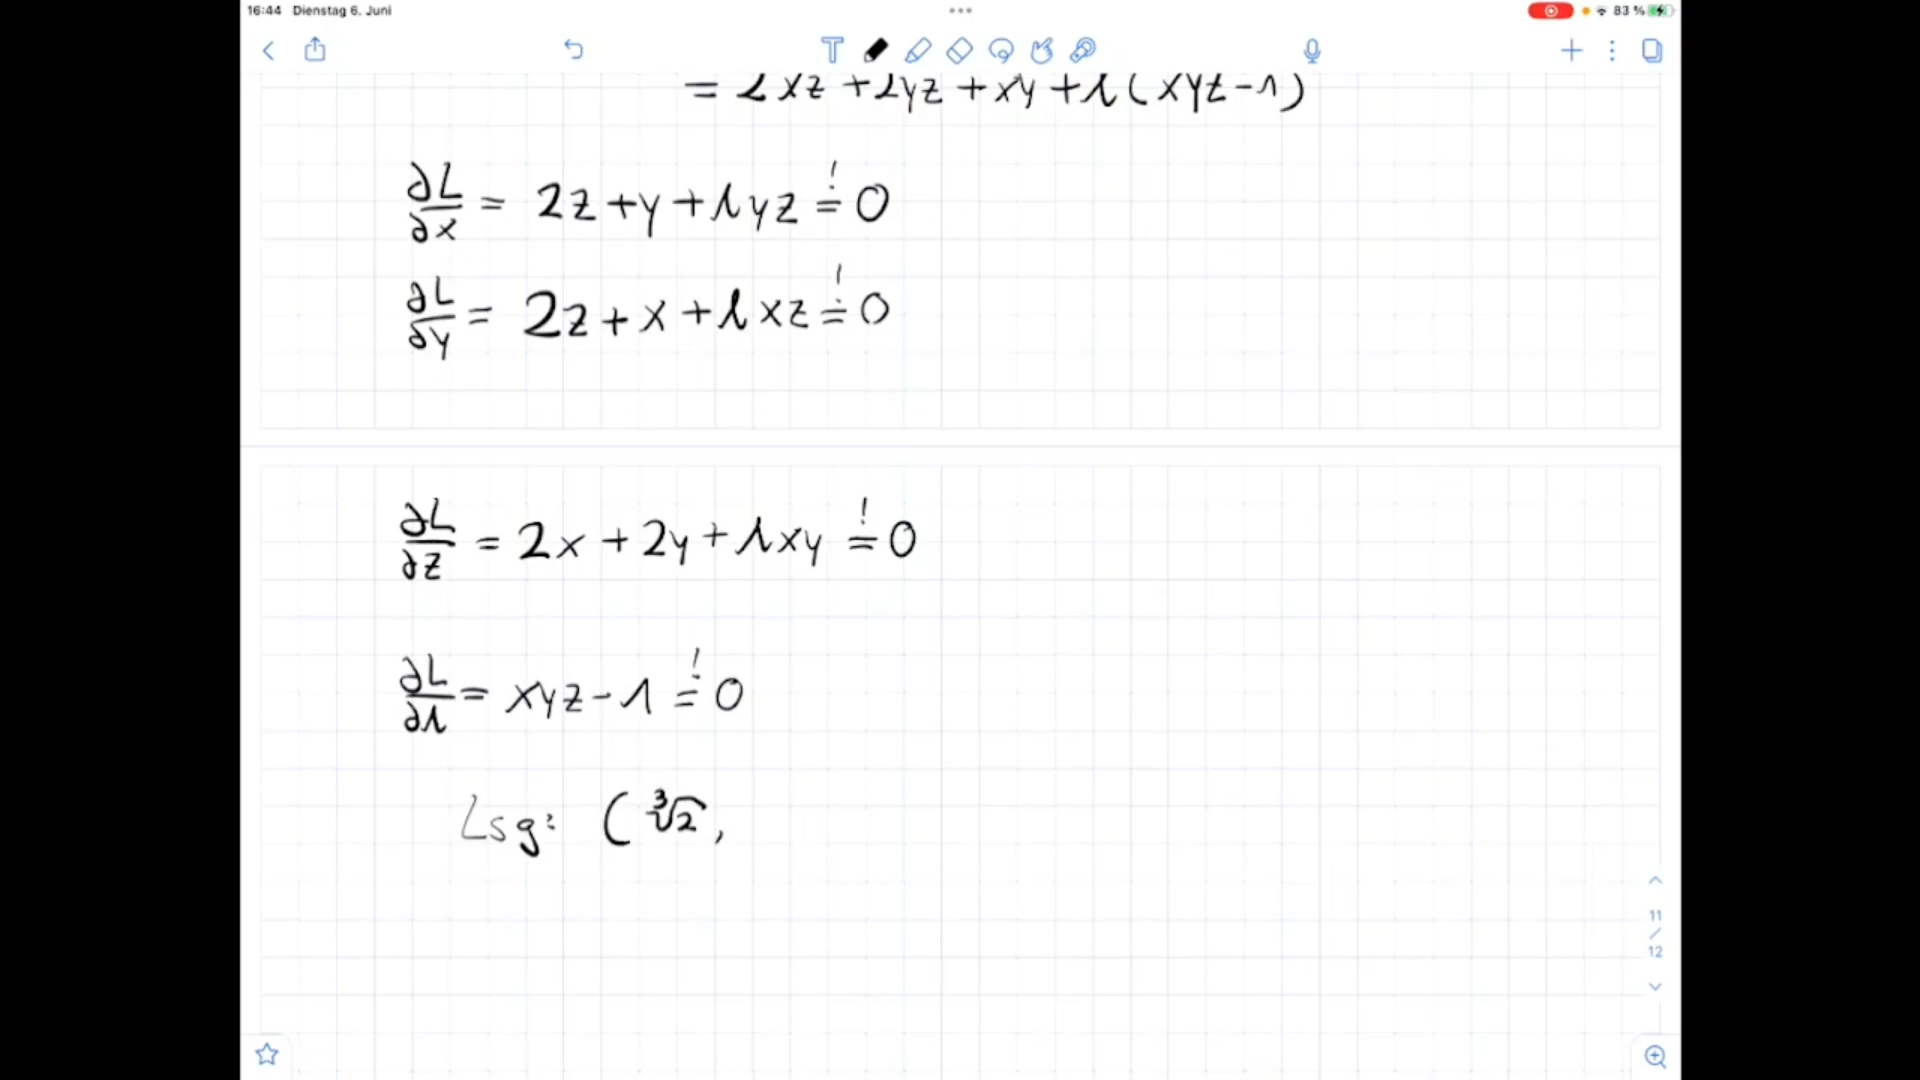 16:44 Dienstag 6. Juni 83 %
= 2xz + 2yz + xy + λ(xyz - 1)
∂L/∂x = 2z + y + λyz =! 0
∂L/∂y = 2z + x + λxz =! 0
∂L/∂z = 2x + 2y + λxy =! 0
∂L/∂λ = xyz - 1 =! 0
Lsg: (∛2,
11
/
12